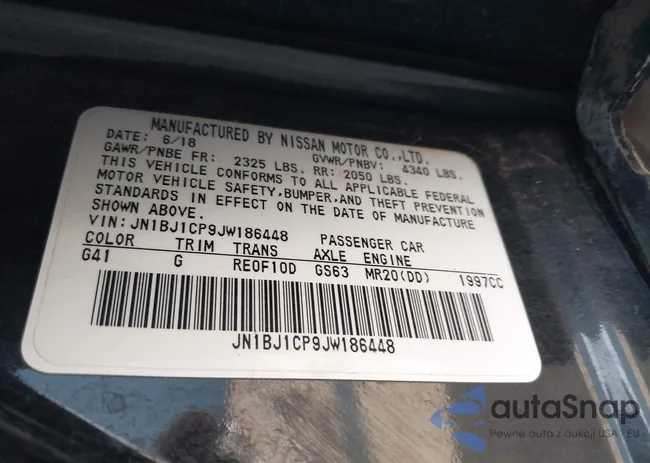 MANUFACTURED BY NISSAN MOTOR CO.,LTD.
DATE: 6/18 GVWR/PNBV: 4340 LBS.
GAWR/PNBE FR: 2325 LBS. RR: 2050 LBS.
THIS VEHICLE CONFORMS TO ALL APPLICABLE FEDERAL
MOTOR VEHICLE SAFETY,BUMPER,AND THEFT PREVENTION
STANDARDS IN EFFECT ON THE DATE OF MANUFACTURE
SHOWN ABOVE.
VIN: JN1BJ1CP9JW186448 PASSENGER CAR
COLOR TRIM TRANS AXLE ENGINE
G41 G RE0F10D GS63 MR20(DD) 1997CC
JN1BJ1CP9JW186448
autaSnap
Pewne auta z aukcji USA i EU